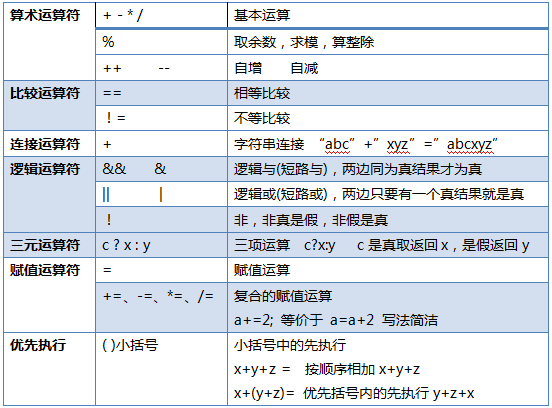 算术运算符 + - * / 基本运算
% 取余数，求模，算整除
++ -- 自增 自减
比较运算符 == 相等比较
！= 不等比较
连接运算符 + 字符串连接 “abc”+”xyz”=”abcxyz”
逻辑运算符 && & 逻辑与(短路与)，两边同为真结果才为真
|| | 逻辑或(短路或)，两边只要有一个真结果就是真
！ 非，非真是假，非假是真
三元运算符 c ? x : y 三项运算 c?x:y c 是真取返回 x，是假返回 y
赋值运算符 = 赋值运算
+=、-=、*=、/= 复合的赋值运算
a+=2; 等价于 a=a+2 写法简洁
优先执行 ( )小括号 小括号中的先执行
x+y+z = 按顺序相加 x+y+z
x+(y+z)= 优先括号内的先执行 y+z+x